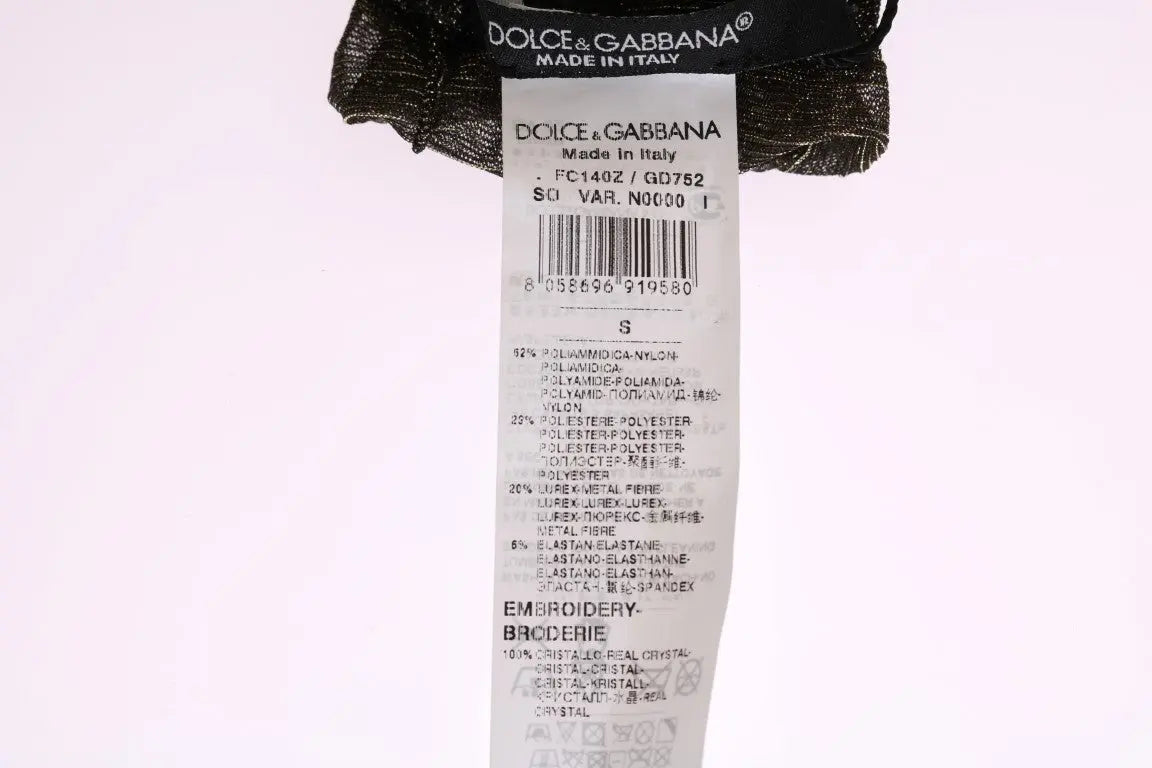 DOLCE&GABBANA®
MADE IN ITALY
DOLCE & GABBANA
Made in Italy
. FC140Z / GD752
SO VAR. N0000 I
8 058696 919580
S
POLIAMMIDICA-NYLON-
POLIAMIDICA-
POLYAMIDE-POLIAMIDA-
POLYAMID-ПОЛИАМИД-锦纶-
NYLON
POLIESTERE-POLYESTER-
POLIESTER-POLYESTER-
POLIESTER-POLYESTER-
ПОЛИЭСТЕР-聚酯纤维-
POLYESTER
20% LUREX-METAL FIBRE-
LUREX-LUREX-LUREX-
LUREX-ЛЮРЕКС-金属纤维-
METAL FIBRE
6% ELASTAN-ELASTANE
ELASTANO-ELASTHANNE-
ELASTANO-ELASTHAN-
ЭЛАСТАН-氨纶-SPANDEX
EMBROIDERY-
BRODERIE
100% CRISTALLO-REAL CRYSTAL-
CRISTAL-CRISTAL-
CRISTAL-KRISTALL-
КРИСТАЛЛ-水晶-REAL
CRYSTAL